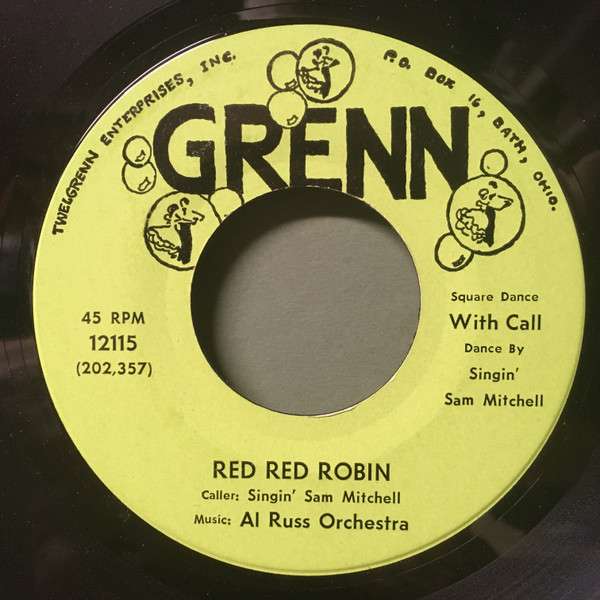 TWELGRENN ENTERPRISES, INC.
P.O. BOX 16, BATH, OHIO.
GRENN
45 RPM
12115
(202,357)
Square Dance
With Call
Dance By
Singin' Sam Mitchell
RED RED ROBIN
Caller: Singin' Sam Mitchell
Music: Al Russ Orchestra